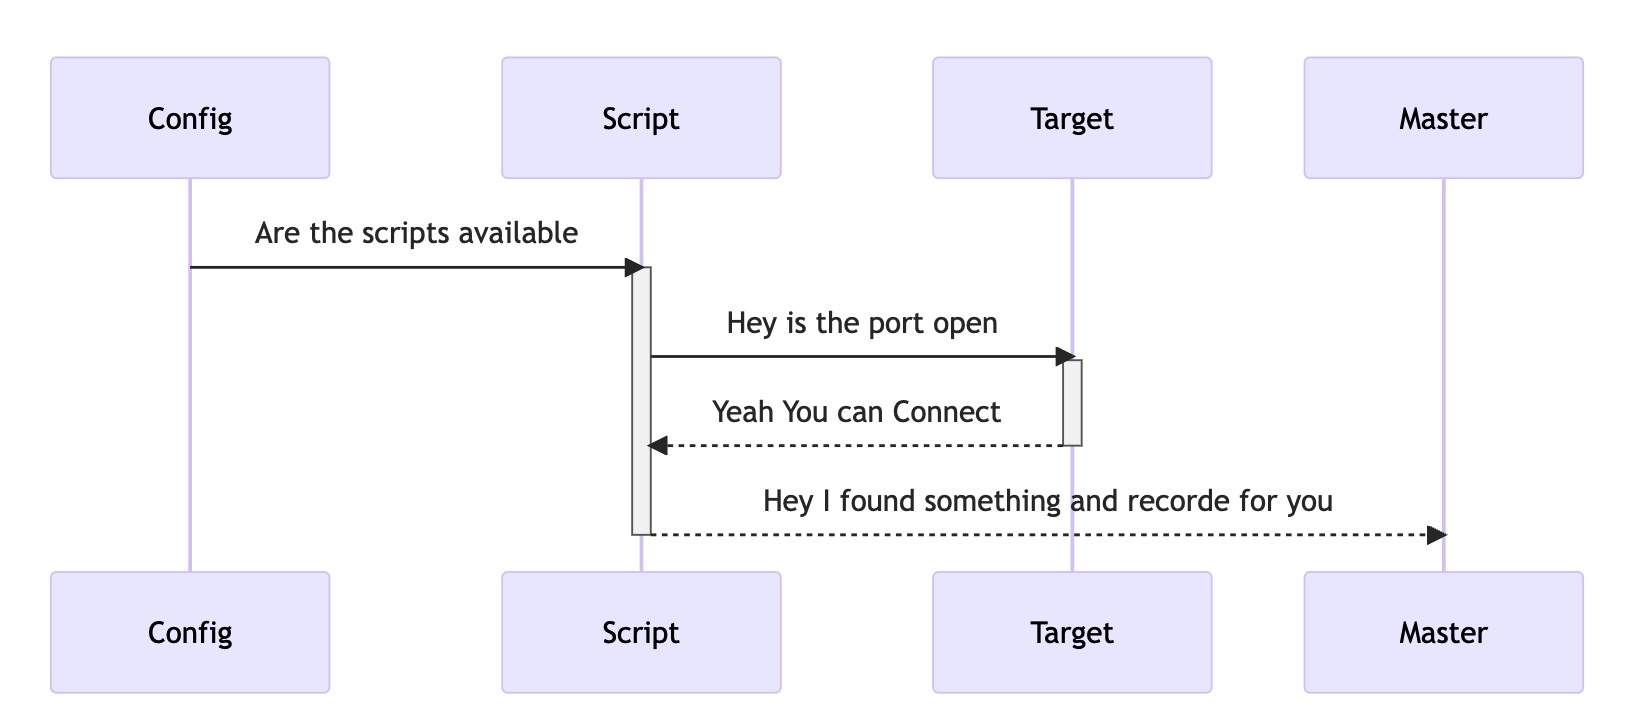 Config
Script
Target
Master
Are the scripts available
Hey is the port open
Yeah You can Connect
Hey I found something and recorde for you
Config
Script
Target
Master